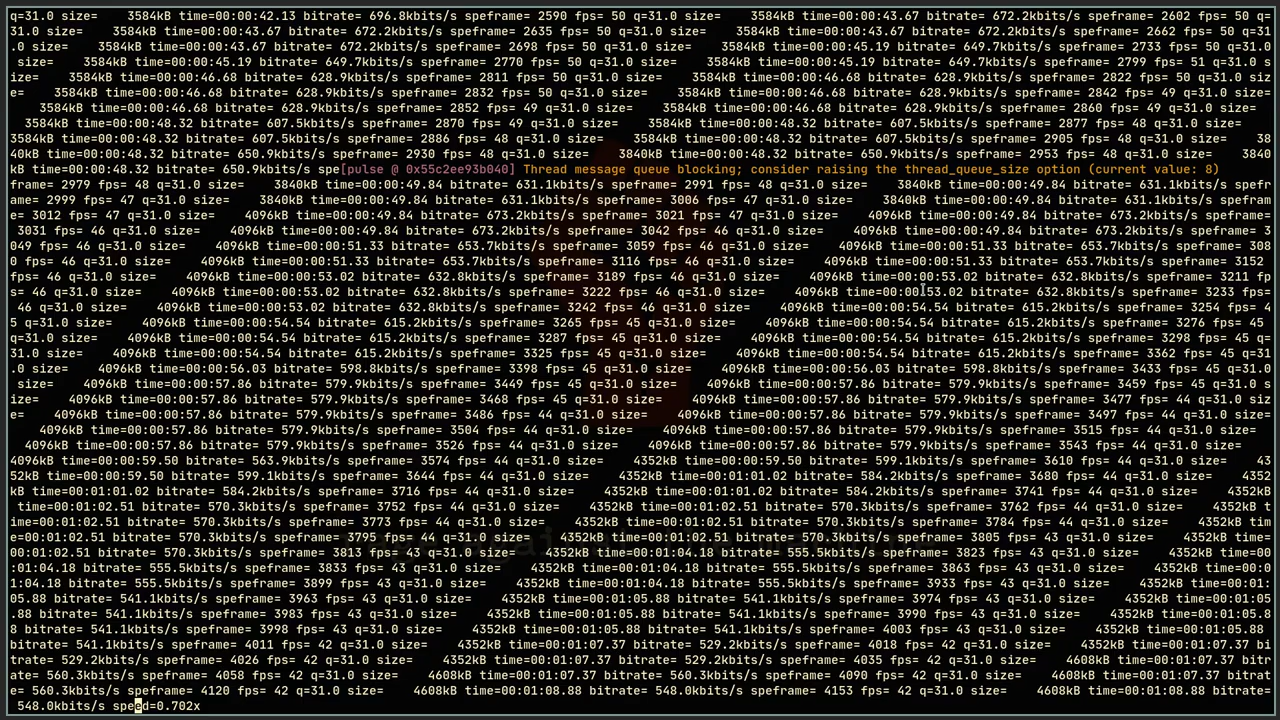 q=31.0 size=    3584kB time=00:00:42.13 bitrate= 696.8kbits/s speframe= 2590 fps= 50 q=31.0 size=    3584kB time=00:00:43.67 bitrate= 672.2kbits/s speframe= 2602 fps= 50 q=
31.0 size=    3584kB time=00:00:43.67 bitrate= 672.2kbits/s speframe= 2635 fps= 50 q=31.0 size=    3584kB time=00:00:43.67 bitrate= 672.2kbits/s speframe= 2662 fps= 50 q=31
.0 size=    3584kB time=00:00:43.67 bitrate= 672.2kbits/s speframe= 2698 fps= 50 q=31.0 size=    3584kB time=00:00:45.19 bitrate= 649.7kbits/s speframe= 2733 fps= 50 q=31.0
 size=    3584kB time=00:00:45.19 bitrate= 649.7kbits/s speframe= 2770 fps= 50 q=31.0 size=    3584kB time=00:00:45.19 bitrate= 649.7kbits/s speframe= 2799 fps= 51 q=31.0 s
ize=    3584kB time=00:00:46.68 bitrate= 628.9kbits/s speframe= 2811 fps= 50 q=31.0 size=    3584kB time=00:00:46.68 bitrate= 628.9kbits/s speframe= 2822 fps= 50 q=31.0 siz
e=    3584kB time=00:00:46.68 bitrate= 628.9kbits/s speframe= 2832 fps= 50 q=31.0 size=    3584kB time=00:00:46.68 bitrate= 628.9kbits/s speframe= 2842 fps= 49 q=31.0 size=
    3584kB time=00:00:46.68 bitrate= 628.9kbits/s speframe= 2852 fps= 49 q=31.0 size=    3584kB time=00:00:46.68 bitrate= 628.9kbits/s speframe= 2860 fps= 49 q=31.0 size=
  3584kB time=00:00:48.32 bitrate= 607.5kbits/s speframe= 2870 fps= 49 q=31.0 size=    3584kB time=00:00:48.32 bitrate= 607.5kbits/s speframe= 2877 fps= 48 q=31.0 size=
3584kB time=00:00:48.32 bitrate= 607.5kbits/s speframe= 2886 fps= 48 q=31.0 size=    3584kB time=00:00:48.32 bitrate= 607.5kbits/s speframe= 2905 fps= 48 q=31.0 size=    38
40kB time=00:00:48.32 bitrate= 650.9kbits/s speframe= 2930 fps= 48 q=31.0 size=    3840kB time=00:00:48.32 bitrate= 650.9kbits/s speframe= 2953 fps= 48 q=31.0 size=    3840
kB time=00:00:48.32 bitrate= 650.9kbits/s spe[pulse @ 0x55c2ee93b040] Thread message queue blocking; consider raising the thread_queue_size option (current value: 8)
frame= 2979 fps= 47 q=31.0 size=    3840kB time=00:00:49.84 bitrate= 631.1kbits/s speframe= 2991 fps= 47 q=31.0 size=    3840kB time=00:00:49.84 bitrate= 631.1kbits/s spefr
ame= 2999 fps= 47 q=31.0 size=    3840kB time=00:00:49.84 bitrate= 631.1kbits/s speframe= 3006 fps= 47 q=31.0 size=    3840kB time=00:00:49.84 bitrate= 631.1kbits/s spefram
e= 3012 fps= 47 q=31.0 size=    4096kB time=00:00:49.84 bitrate= 673.2kbits/s speframe= 3021 fps= 47 q=31.0 size=    4096kB time=00:00:49.84 bitrate= 673.2kbits/s speframe=
 3031 fps= 46 q=31.0 size=    4096kB time=00:00:49.84 bitrate= 673.2kbits/s speframe= 3042 fps= 46 q=31.0 size=    4096kB time=00:00:49.84 bitrate= 673.2kbits/s speframe= 3
049 fps= 46 q=31.0 size=    4096kB time=00:00:51.33 bitrate= 653.7kbits/s speframe= 3059 fps= 46 q=31.0 size=    4096kB time=00:00:51.33 bitrate= 653.7kbits/s speframe= 308
0 fps= 46 q=31.0 size=    4096kB time=00:00:51.33 bitrate= 653.7kbits/s speframe= 3116 fps= 46 q=31.0 size=    4096kB time=00:00:51.33 bitrate= 653.7kbits/s speframe= 3152
fps= 46 q=31.0 size=    4096kB time=00:00:53.02 bitrate= 632.8kbits/s speframe= 3189 fps= 46 q=31.0 size=    4096kB time=00:00:53.02 bitrate= 632.8kbits/s speframe= 3211 fp
s= 46 q=31.0 size=    4096kB time=00:00:53.02 bitrate= 632.8kbits/s speframe= 3222 fps= 46 q=31.0 size=    4096kB time=00:00:53.02 bitrate= 632.8kbits/s speframe= 3233 fps=
 46 q=31.0 size=    4096kB time=00:00:53.02 bitrate= 632.8kbits/s speframe= 3242 fps= 46 q=31.0 size=    4096kB time=00:00:54.54 bitrate= 615.2kbits/s speframe= 3254 fps= 4
5 q=31.0 size=    4096kB time=00:00:54.54 bitrate= 615.2kbits/s speframe= 3265 fps= 45 q=31.0 size=    4096kB time=00:00:54.54 bitrate= 615.2kbits/s speframe= 3276 fps= 45
q=31.0 size=    4096kB time=00:00:54.54 bitrate= 615.2kbits/s speframe= 3287 fps= 45 q=31.0 size=    4096kB time=00:00:54.54 bitrate= 615.2kbits/s speframe= 3298 fps= 45 q=
31.0 size=    4096kB time=00:00:54.54 bitrate= 615.2kbits/s speframe= 3325 fps= 45 q=31.0 size=    4096kB time=00:00:54.54 bitrate= 615.2kbits/s speframe= 3362 fps= 45 q=31
.0 size=    4096kB time=00:00:56.03 bitrate= 598.8kbits/s speframe= 3398 fps= 45 q=31.0 size=    4096kB time=00:00:56.03 bitrate= 598.8kbits/s speframe= 3433 fps= 45 q=31.0
 size=    4096kB time=00:00:57.86 bitrate= 579.9kbits/s speframe= 3449 fps= 45 q=31.0 size=    4096kB time=00:00:57.86 bitrate= 579.9kbits/s speframe= 3459 fps= 45 q=31.0 s
ize=    4096kB time=00:00:57.86 bitrate= 579.9kbits/s speframe= 3468 fps= 45 q=31.0 size=    4096kB time=00:00:57.86 bitrate= 579.9kbits/s speframe= 3477 fps= 44 q=31.0 siz
e=    4096kB time=00:00:57.86 bitrate= 579.9kbits/s speframe= 3486 fps= 44 q=31.0 size=    4096kB time=00:00:57.86 bitrate= 579.9kbits/s speframe= 3497 fps= 44 q=31.0 size=
    4096kB time=00:00:57.86 bitrate= 579.9kbits/s speframe= 3504 fps= 44 q=31.0 size=    4096kB time=00:00:57.86 bitrate= 579.9kbits/s speframe= 3515 fps= 44 q=31.0 size=
  4096kB time=00:00:57.86 bitrate= 579.9kbits/s speframe= 3526 fps= 44 q=31.0 size=    4096kB time=00:00:57.86 bitrate= 579.9kbits/s speframe= 3543 fps= 44 q=31.0 size=
4096kB time=00:00:59.50 bitrate= 563.9kbits/s speframe= 3574 fps= 44 q=31.0 size=    4352kB time=00:00:59.50 bitrate= 599.1kbits/s speframe= 3610 fps= 44 q=31.0 size=    43
52kB time=00:00:59.50 bitrate= 599.1kbits/s speframe= 3644 fps= 44 q=31.0 size=    4352kB time=00:01:01.02 bitrate= 584.2kbits/s speframe= 3680 fps= 44 q=31.0 size=    4352
kB time=00:01:01.02 bitrate= 584.2kbits/s speframe= 3716 fps= 44 q=31.0 size=    4352kB time=00:01:01.02 bitrate= 584.2kbits/s speframe= 3741 fps= 44 q=31.0 size=    4352kB
 time=00:01:02.51 bitrate= 570.3kbits/s speframe= 3752 fps= 44 q=31.0 size=    4352kB time=00:01:02.51 bitrate= 570.3kbits/s speframe= 3762 fps= 44 q=31.0 size=    4352kB t
ime=00:01:02.51 bitrate= 570.3kbits/s speframe= 3773 fps= 44 q=31.0 size=    4352kB time=00:01:02.51 bitrate= 570.3kbits/s speframe= 3784 fps= 44 q=31.0 size=    4352kB tim
e=00:01:02.51 bitrate= 570.3kbits/s speframe= 3795 fps= 43 q=31.0 size=    4352kB time=00:01:02.51 bitrate= 570.3kbits/s speframe= 3805 fps= 43 q=31.0 size=    4352kB time=
00:01:02.51 bitrate= 570.3kbits/s speframe= 3813 fps= 43 q=31.0 size=    4352kB time=00:01:04.18 bitrate= 555.5kbits/s speframe= 3823 fps= 43 q=31.0 size=    4352kB time=00
:01:04.18 bitrate= 555.5kbits/s speframe= 3833 fps= 43 q=31.0 size=    4352kB time=00:01:04.18 bitrate= 555.5kbits/s speframe= 3863 fps= 43 q=31.0 size=    4352kB time=00:0
1:04.18 bitrate= 555.5kbits/s speframe= 3899 fps= 43 q=31.0 size=    4352kB time=00:01:04.18 bitrate= 555.5kbits/s speframe= 3933 fps= 43 q=31.0 size=    4352kB time=00:01:
05.88 bitrate= 541.1kbits/s speframe= 3963 fps= 43 q=31.0 size=    4352kB time=00:01:05.88 bitrate= 541.1kbits/s speframe= 3974 fps= 43 q=31.0 size=    4352kB time=00:01:05
.88 bitrate= 541.1kbits/s speframe= 3983 fps= 43 q=31.0 size=    4352kB time=00:01:05.88 bitrate= 541.1kbits/s speframe= 3990 fps= 43 q=31.0 size=    4352kB time=00:01:05.8
8 bitrate= 541.1kbits/s speframe= 3998 fps= 43 q=31.0 size=    4352kB time=00:01:05.88 bitrate= 541.1kbits/s speframe= 4003 fps= 43 q=31.0 size=    4352kB time=00:01:05.88
bitrate= 541.1kbits/s speframe= 4011 fps= 42 q=31.0 size=    4352kB time=00:01:07.37 bitrate= 529.2kbits/s speframe= 4018 fps= 42 q=31.0 size=    4352kB time=00:01:07.37 bi
trate= 529.2kbits/s speframe= 4026 fps= 42 q=31.0 size=    4352kB time=00:01:07.37 bitrate= 529.2kbits/s speframe= 4035 fps= 42 q=31.0 size=    4608kB time=00:01:07.37 bitr
ate= 560.3kbits/s speframe= 4058 fps= 42 q=31.0 size=    4608kB time=00:01:07.37 bitrate= 560.3kbits/s speframe= 4090 fps= 42 q=31.0 size=    4608kB time=00:01:07.37 bitrat
e= 560.3kbits/s speframe= 4120 fps= 42 q=31.0 size=    4608kB time=00:01:08.88 bitrate= 548.0kbits/s speframe= 4153 fps= 42 q=31.0 size=    4608kB time=00:01:08.88 bitrate=
 548.0kbits/s speed=0.702x